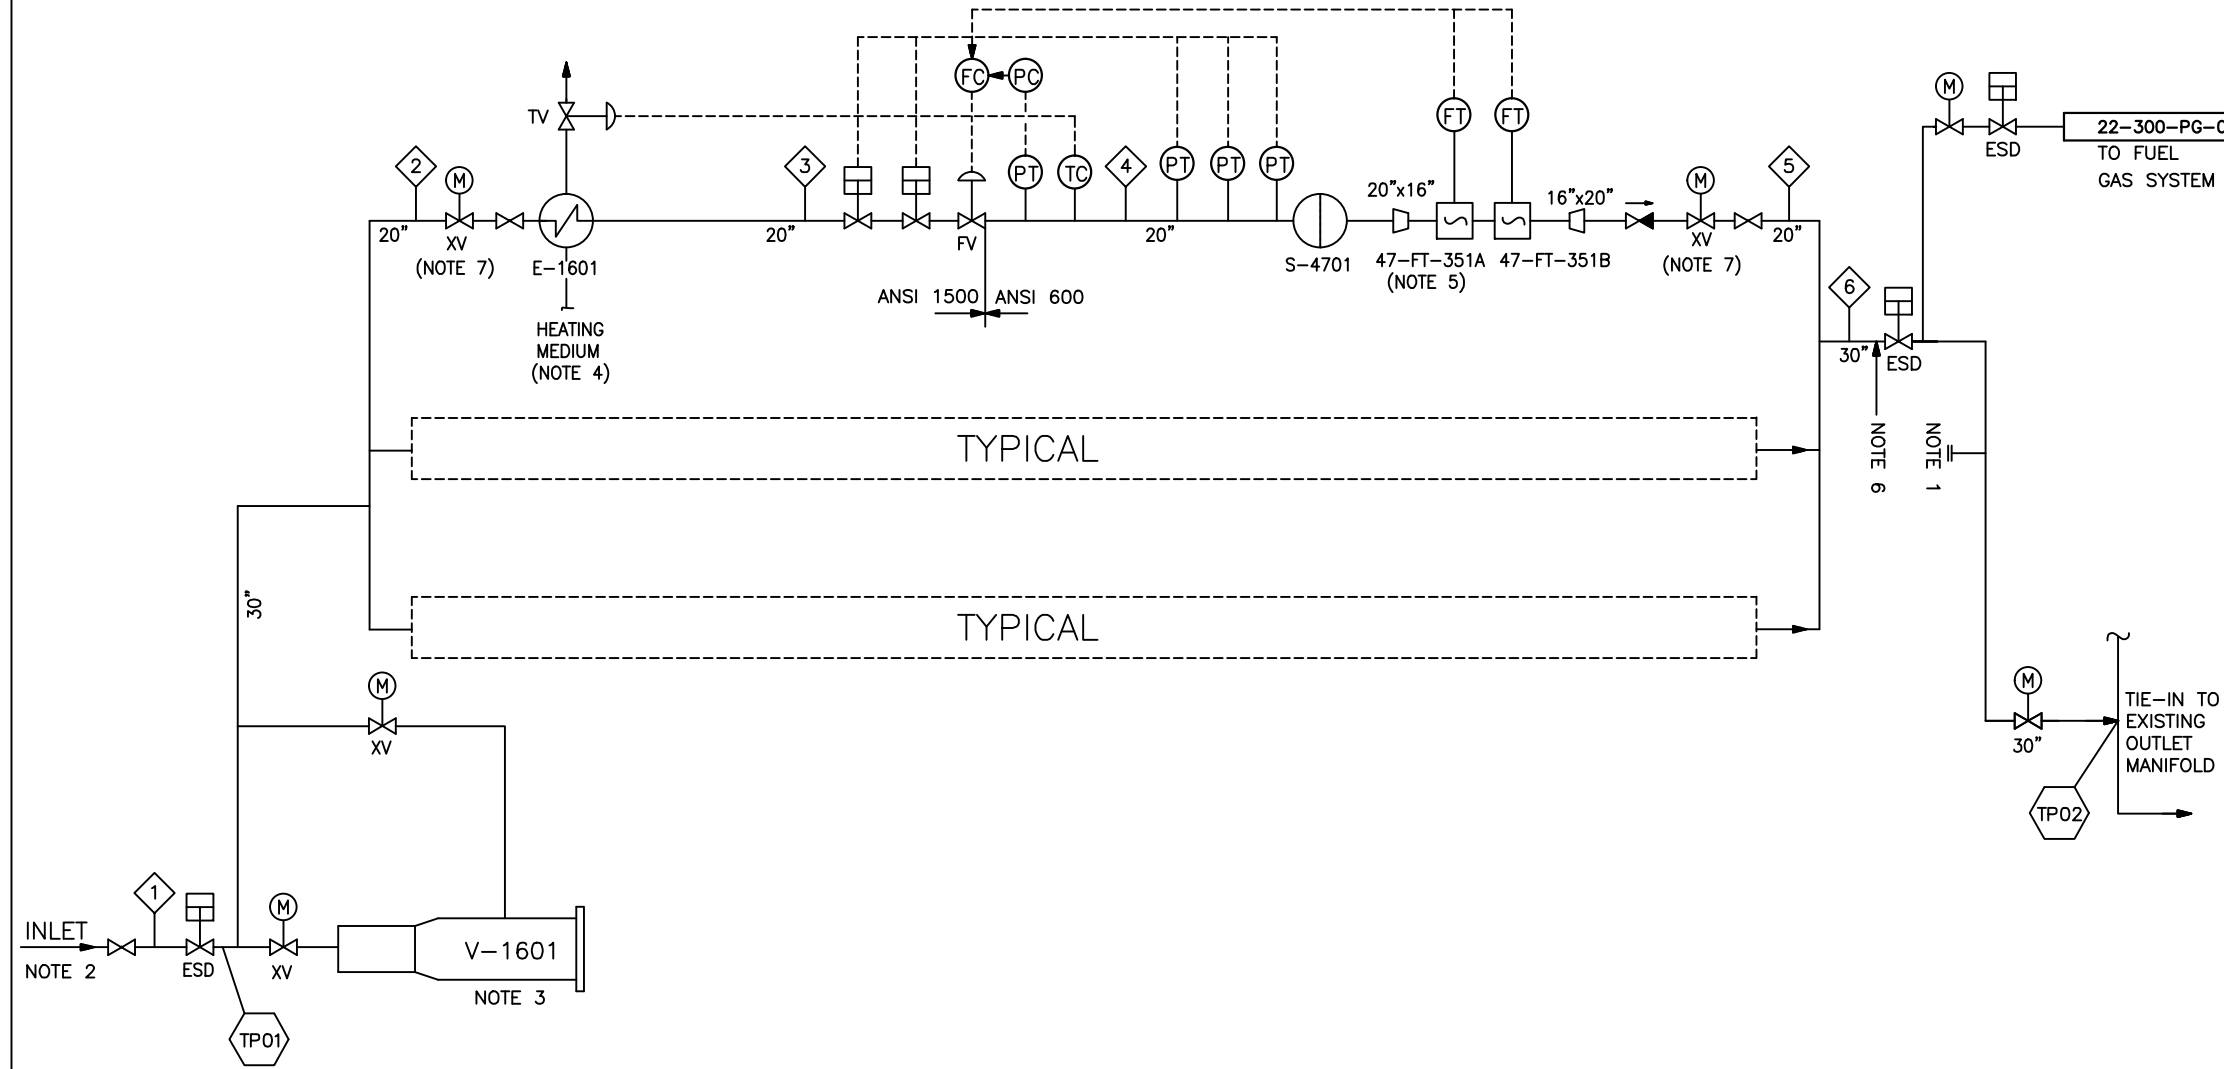 FC
PC
M
22-300-PG-0
TV
FT
FT
ESD
TO FUEL
GAS SYSTEM
2
M
3
PT
TC
4
PT
PT
PT
20"x16"
16"x20"
M
5
20"
XV
(NOTE 7)
E-1601
20"
FV
20"
S-4701
47-FT-351A
(NOTE 5)
47-FT-351B
XV
(NOTE 7)
20"
ANSI 1500
ANSI 600
6
HEATING
MEDIUM
(NOTE 4)
30"
ESD
TYPICAL
NOTE 6
NOTE 1
30"
TYPICAL
M
XV
M
30"
TIE-IN TO
EXISTING
OUTLET
MANIFOLD
TP02
1
M
INLET
NOTE 2
ESD
XV
V-1601
NOTE 3
TP01